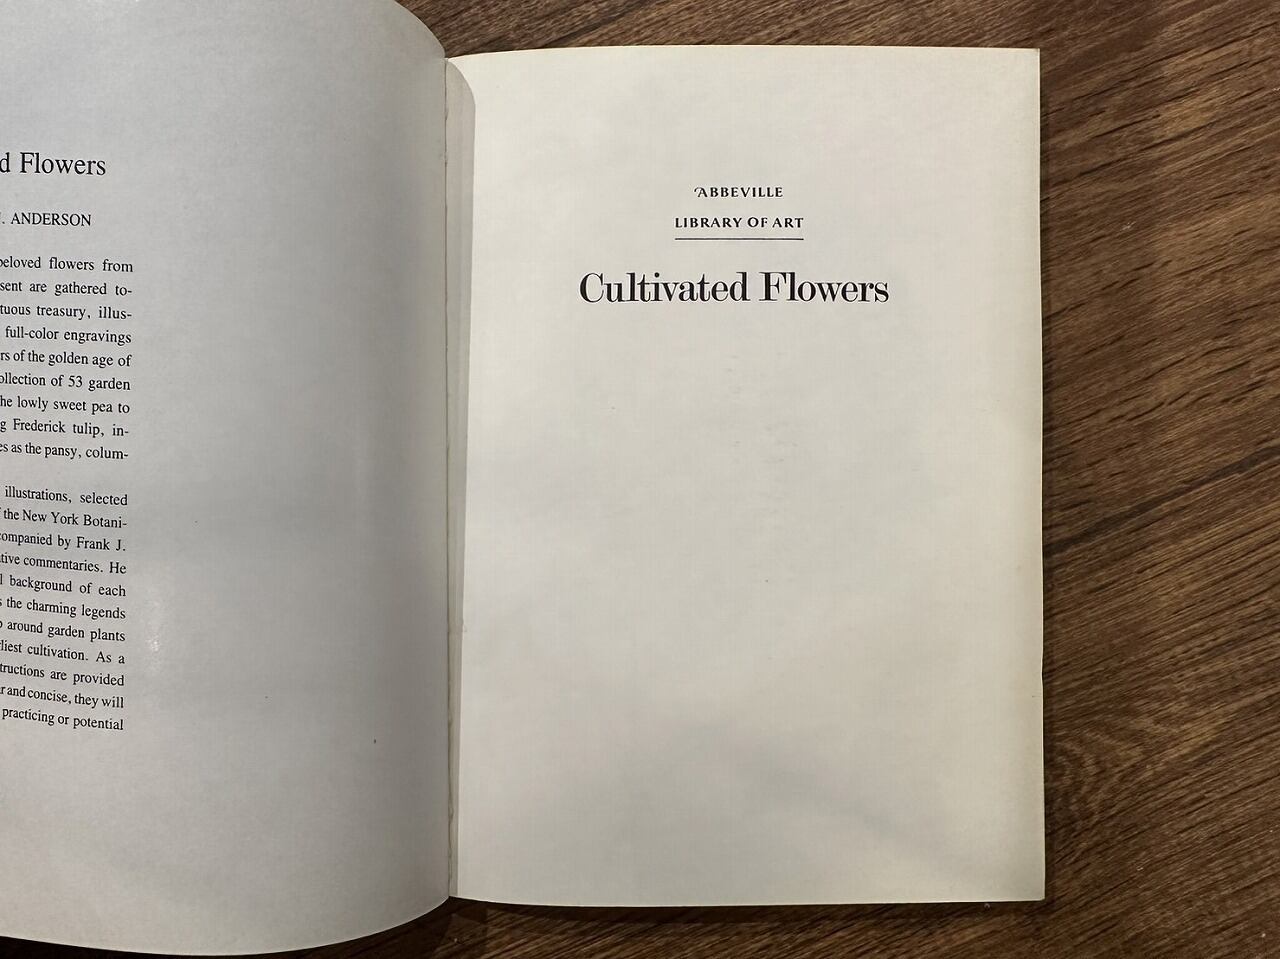 d Flowers
J. ANDERSON
beloved flowers from
sent are gathered to-
tuous treasury, illus-
full-color engravings
rs of the golden age of
ollection of 53 garden
he lowly sweet pea to
g Frederick tulip, in-
es as the pansy, colum-
illustrations, selected
the New York Botani-
companied by Frank J.
tive commentaries. He
l background of each
s the charming legends
p around garden plants
rliest cultivation. As a
tructions are provided
r and concise, they will
practicing or potential
ABBEVILLE
LIBRARY OF ART
Cultivated Flowers